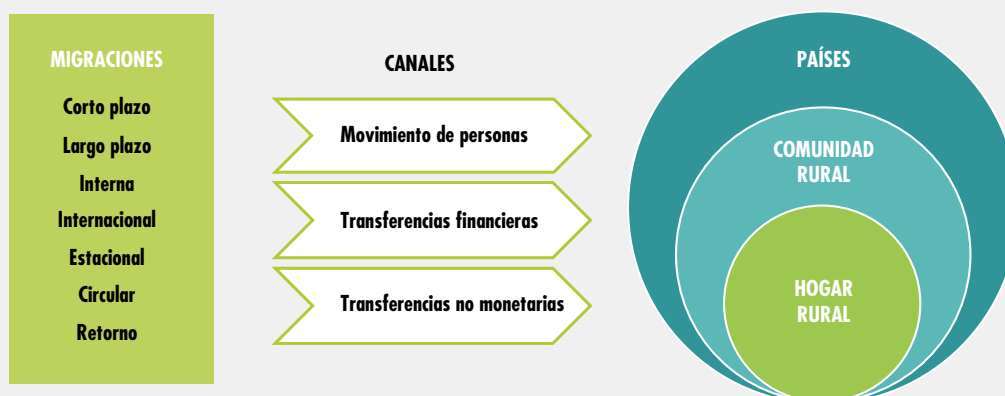 MIGRACIONES
Corto plazo
Largo plazo
Interna
Internacional
Estacional
Circular
Retorno
CANALES
Movimiento de personas
Transferencias financieras
Transferencias no monetarias
PAÍSES
COMUNIDAD
RURAL
HOGAR
RURAL